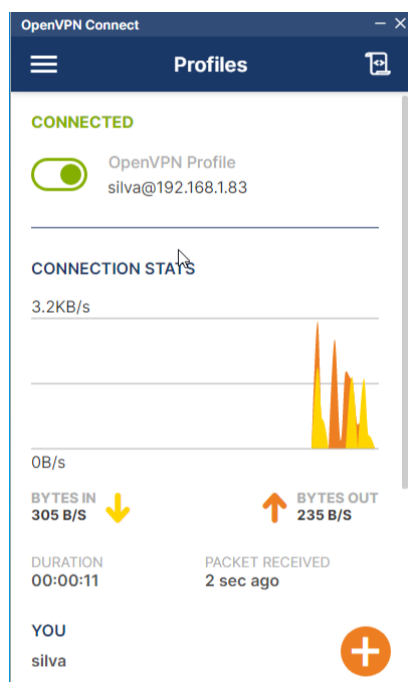 OpenVPN Connect
Profiles
CONNECTED
OpenVPN Profile
silva@192.168.1.83
CONNECTION STATS
3.2KB/s
0B/s
BYTES IN
305 B/S
BYTES OUT
235 B/S
DURATION
00:00:11
PACKET RECEIVED
2 sec ago
YOU
silva